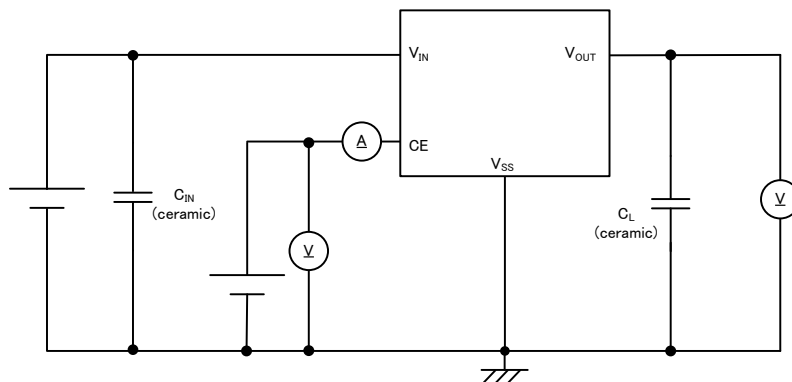 V_IN
V_OUT
A
CE
V_SS
C_IN
(ceramic)
V
C_L
(ceramic)
V